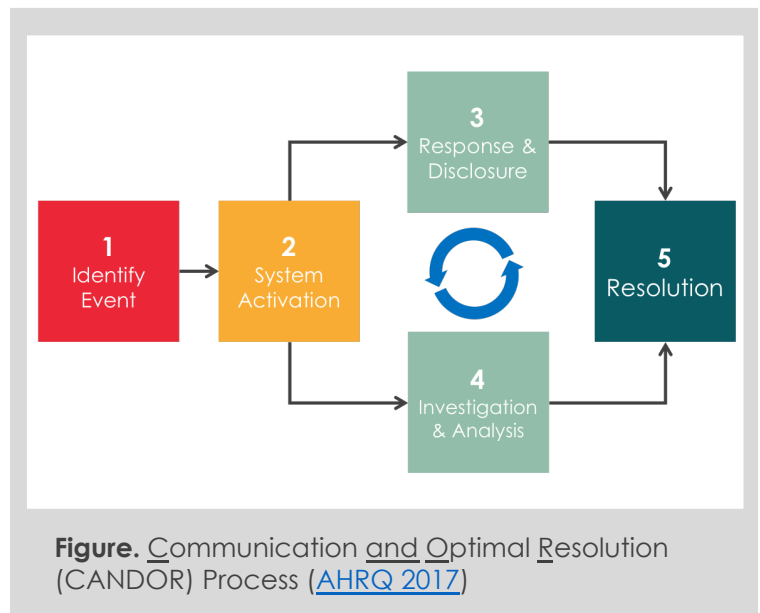 1
Identify
Event
2
System
Activation
3
Response &
Disclosure
4
Investigation
& Analysis
5
Resolution
Figure. Communication and Optimal Resolution
(CANDOR) Process (AHRQ 2017)